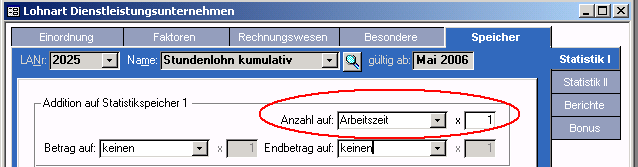 Lohnart Dienstleistungsunternehmen
Einordnung Faktoren Rechnungswesen Besondere Speicher
LANr. 2025 Name: Stundenlohn kumulativ gültig ab: Mai 2006
Statistik I
Statistik II
Berichte
Bonus
Addition auf Statistikspeicher 1
Anzahl auf: Arbeitszeit x 1
Betrag auf: keinen x 1 Endbetrag auf: keinen x 1